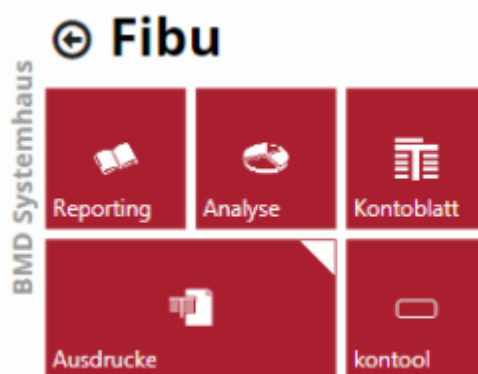 Fibu
BMD Systemhaus
Reporting
Analyse
Kontoblatt
Ausdrucke
kontool